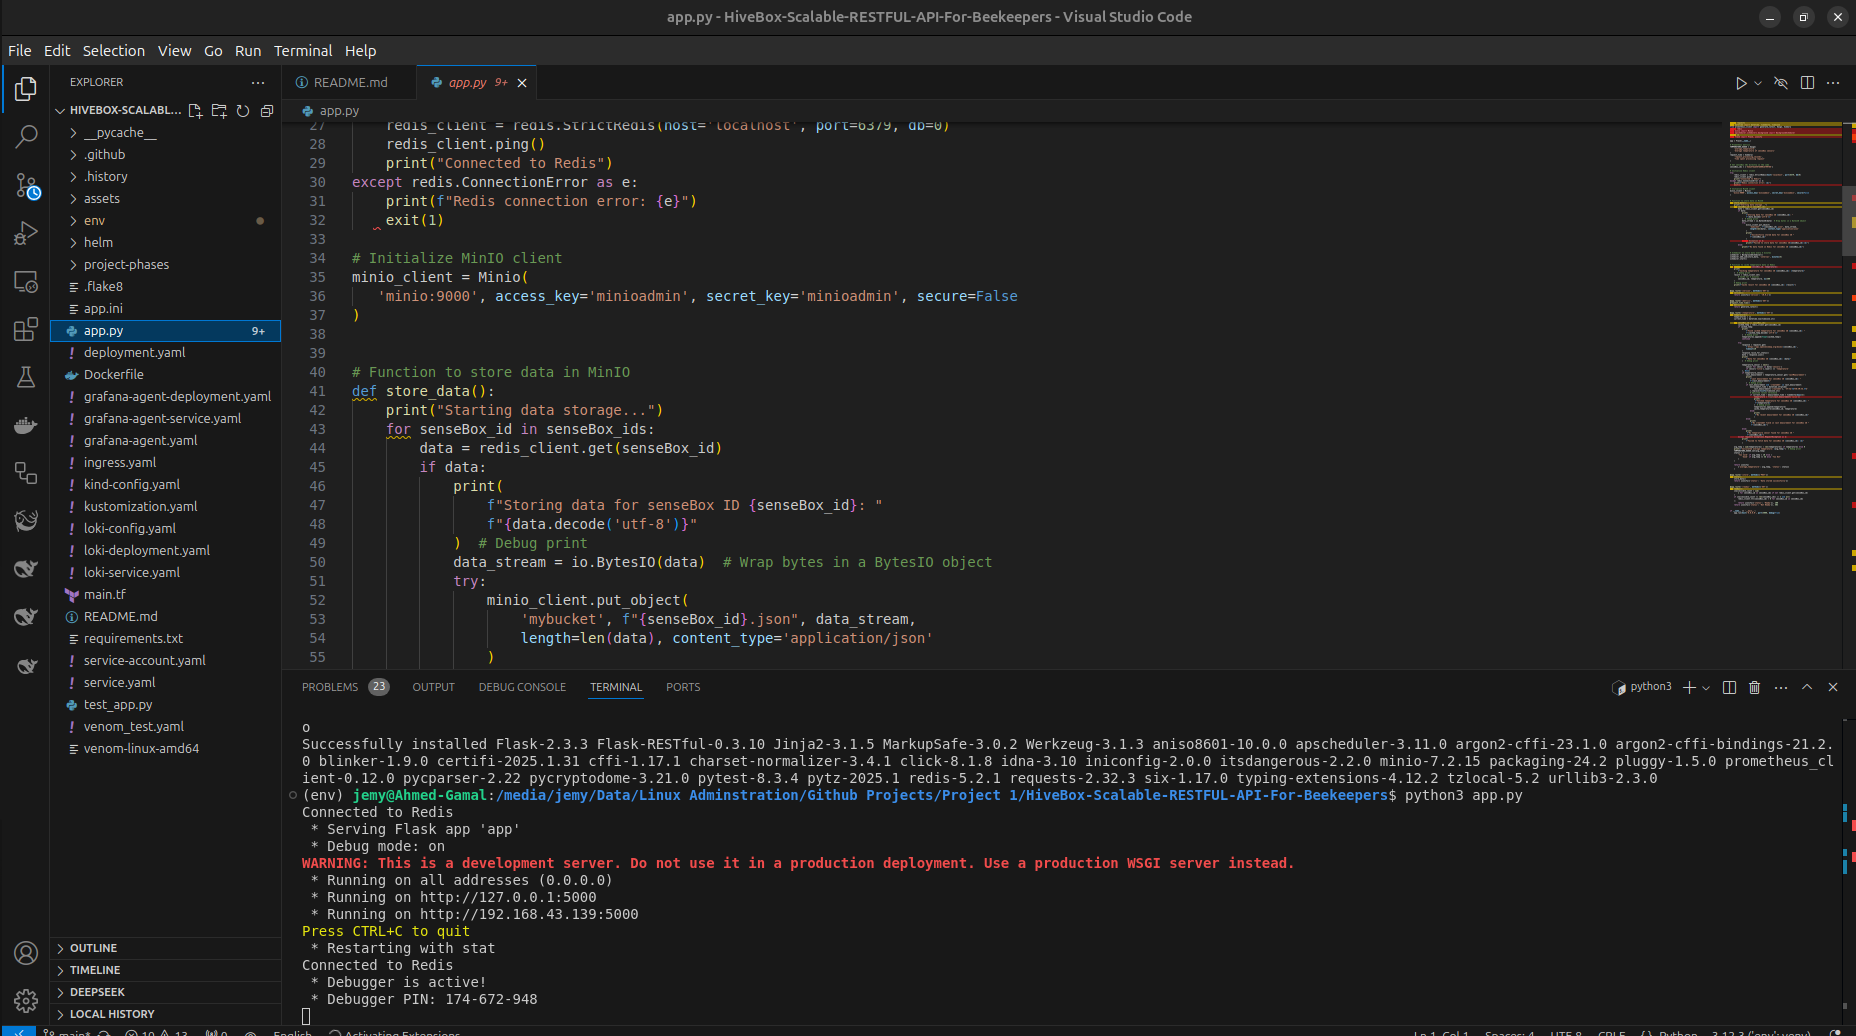 app.py - HiveBox-Scalable-RESTFUL-API-For-Beekeepers - Visual Studio Code
File Edit Selection View Go Run Terminal Help
EXPLORER
HIVEBOX-SCALABL...
__pycache__
.github
.history
assets
env
helm
project-phases
.flake8
app.ini
app.py 9+
deployment.yaml
Dockerfile
grafana-agent-deployment.yaml
grafana-agent-service.yaml
grafana-agent.yaml
ingress.yaml
kind-config.yaml
kustomization.yaml
loki-config.yaml
loki-deployment.yaml
loki-service.yaml
main.tf
README.md
requirements.txt
service-account.yaml
service.yaml
test_app.py
venom_test.yaml
venom-linux-amd64
OUTLINE
TIMELINE
DEEPSEEK
LOCAL HISTORY
README.md
app.py 9+
app.py
27 redis_client = redis.StrictRedis(host='localhost', port=6379, db=0)
28 redis_client.ping()
29 print("Connected to Redis")
30 except redis.ConnectionError as e:
31 print(f"Redis connection error: {e}")
32 exit(1)
33
34 # Initialize MinIO client
35 minio_client = Minio(
36 'minio:9000', access_key='minioadmin', secret_key='minioadmin', secure=False
37 )
38
39
40 # Function to store data in MinIO
41 def store_data():
42 print("Starting data storage...")
43 for senseBox_id in senseBox_ids:
44 data = redis_client.get(senseBox_id)
45 if data:
46 print(
47 f"Storing data for senseBox ID {senseBox_id}: "
48 f"{data.decode('utf-8')}"
49 ) # Debug print
50 data_stream = io.BytesIO(data) # Wrap bytes in a BytesIO object
51 try:
52 minio_client.put_object(
53 'mybucket', f"{senseBox_id}.json", data_stream,
54 length=len(data), content_type='application/json'
55 )
PROBLEMS 23 OUTPUT DEBUG CONSOLE TERMINAL PORTS
python3
o
Successfully installed Flask-2.3.3 Flask-RESTful-0.3.10 Jinja2-3.1.5 MarkupSafe-3.0.2 Werkzeug-3.1.3 aniso8601-10.0.0 apscheduler-3.11.0 argon2-cffi-23.1.0 argon2-cffi-bindings-21.2.
0 blinker-1.9.0 certifi-2025.1.31 cffi-1.17.1 charset-normalizer-3.4.1 click-8.1.8 idna-3.10 iniconfig-2.0.0 itsdangerous-2.2.0 minio-7.2.15 packaging-24.2 pluggy-1.5.0 prometheus_cl
ient-0.12.0 pycparser-2.22 pycryptodome-3.21.0 pytest-8.3.4 pytz-2025.1 redis-5.2.1 requests-2.32.3 six-1.17.0 typing-extensions-4.12.2 tzlocal-5.2 urllib3-2.3.0
(env) jemy@Ahmed-Gamal:/media/jemy/Data/Linux Adminstration/Github Projects/Project 1/HiveBox-Scalable-RESTFUL-API-For-Beekeepers$ python3 app.py
Connected to Redis
* Serving Flask app 'app'
* Debug mode: on
WARNING: This is a development server. Do not use it in a production deployment. Use a production WSGI server instead.
* Running on all addresses (0.0.0.0)
* Running on http://127.0.0.1:5000
* Running on http://192.168.43.139:5000
Press CTRL+C to quit
* Restarting with stat
Connected to Redis
* Debugger is active!
* Debugger PIN: 174-672-948
main* 10 13 0 English Activating Extensions... Ln 1, Col 1 Spaces: 4 UTF-8 CRLF Python 3.12.3 ('env': venv)